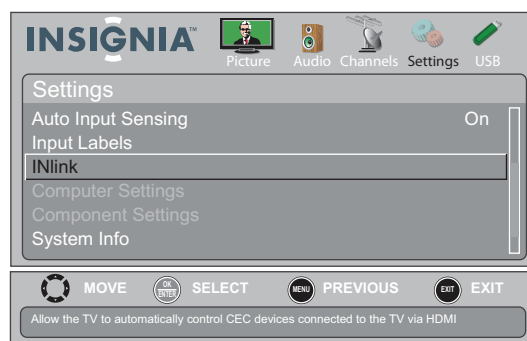 INSIGNIA™
Picture Audio Channels Settings USB
Settings
Auto Input Sensing On
Input Labels
INlink
Computer Settings
Component Settings
System Info
MOVE OK ENTER SELECT MENU PREVIOUS EXIT EXIT
Allow the TV to automatically control CEC devices connected to the TV via HDMI